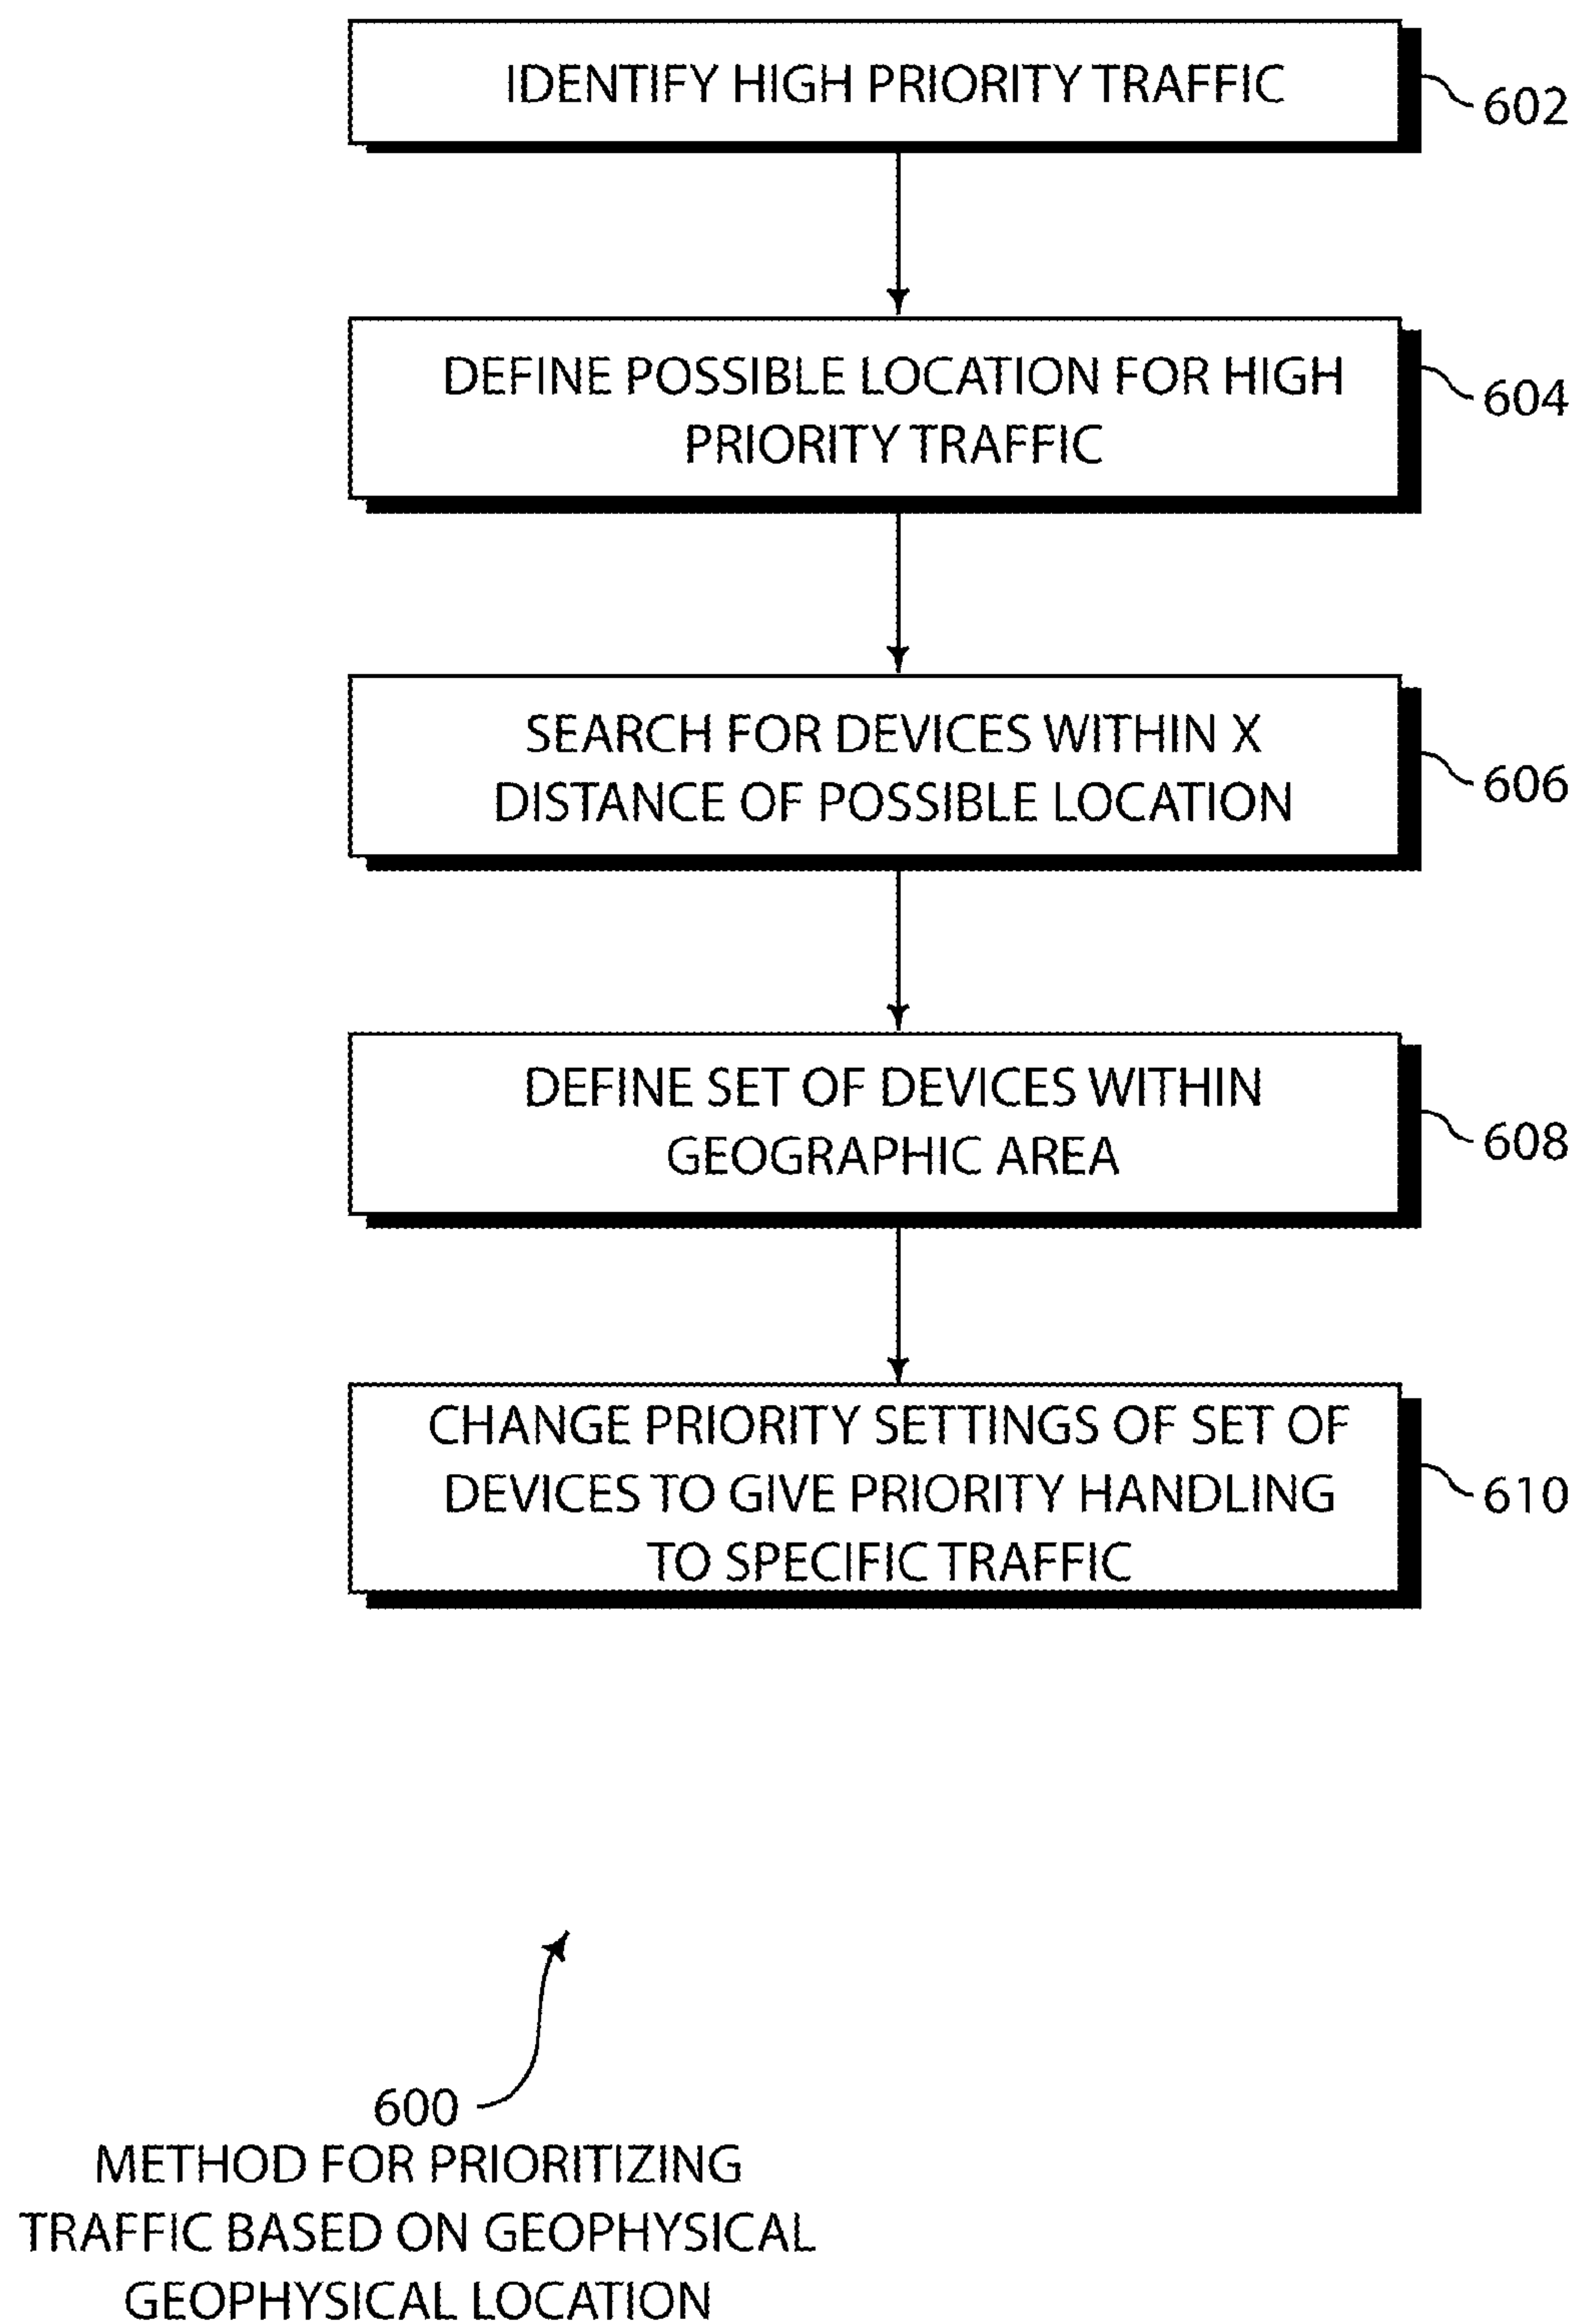 IDENTIFY HIGH PRIORITY TRAFFIC
602
DEFINE POSSIBLE LOCATION FOR HIGH
PRIORITY TRAFFIC
604
SEARCH FOR DEVICES WITHIN X
DISTANCE OF POSSIBLE LOCATION
606
DEFINE SET OF DEVICES WITHIN
GEOGRAPHIC AREA
608
CHANGE PRIORITY SETTINGS OF SET OF
DEVICES TO GIVE PRIORITY HANDLING
TO SPECIFIC TRAFFIC
610
600
METHOD FOR PRIORITIZING
TRAFFIC BASED ON GEOPHYSICAL
GEOPHYSICAL LOCATION